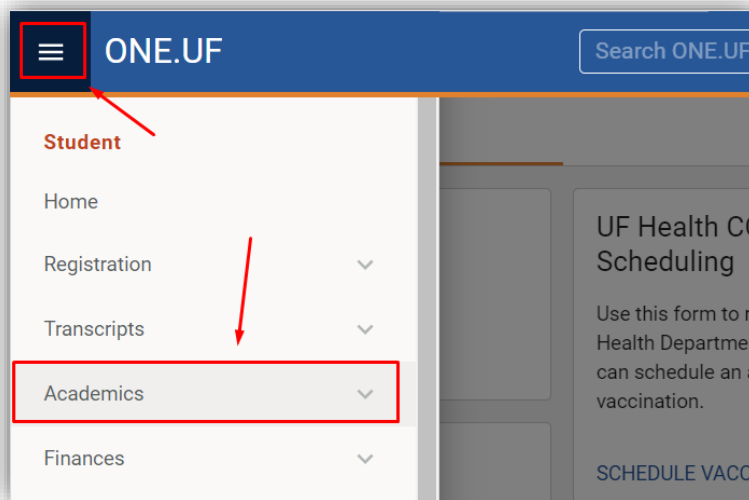 ONE.UF
Search ONE.UF
Student
Home
Registration
Transcripts
Academics
Finances
UF Health
Scheduling
Use this form to
Health Departme
can schedule an
vaccination.
SCHEDULE VACC